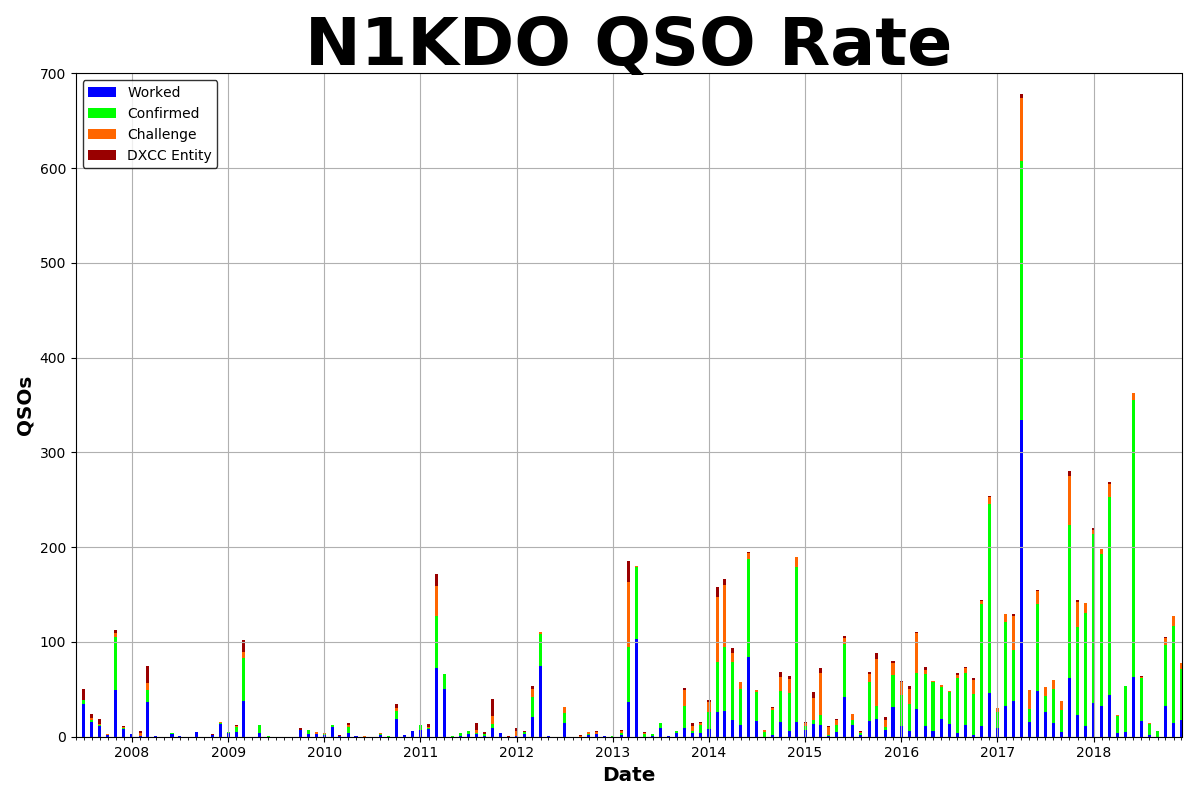 N1KDO QSO Rate
Worked
Confirmed
Challenge
DXCC Entity
700
600
500
400
300
200
100
0
QSOs
2008 2009 2010 2011 2012 2013 2014 2015 2016 2017 2018
Date